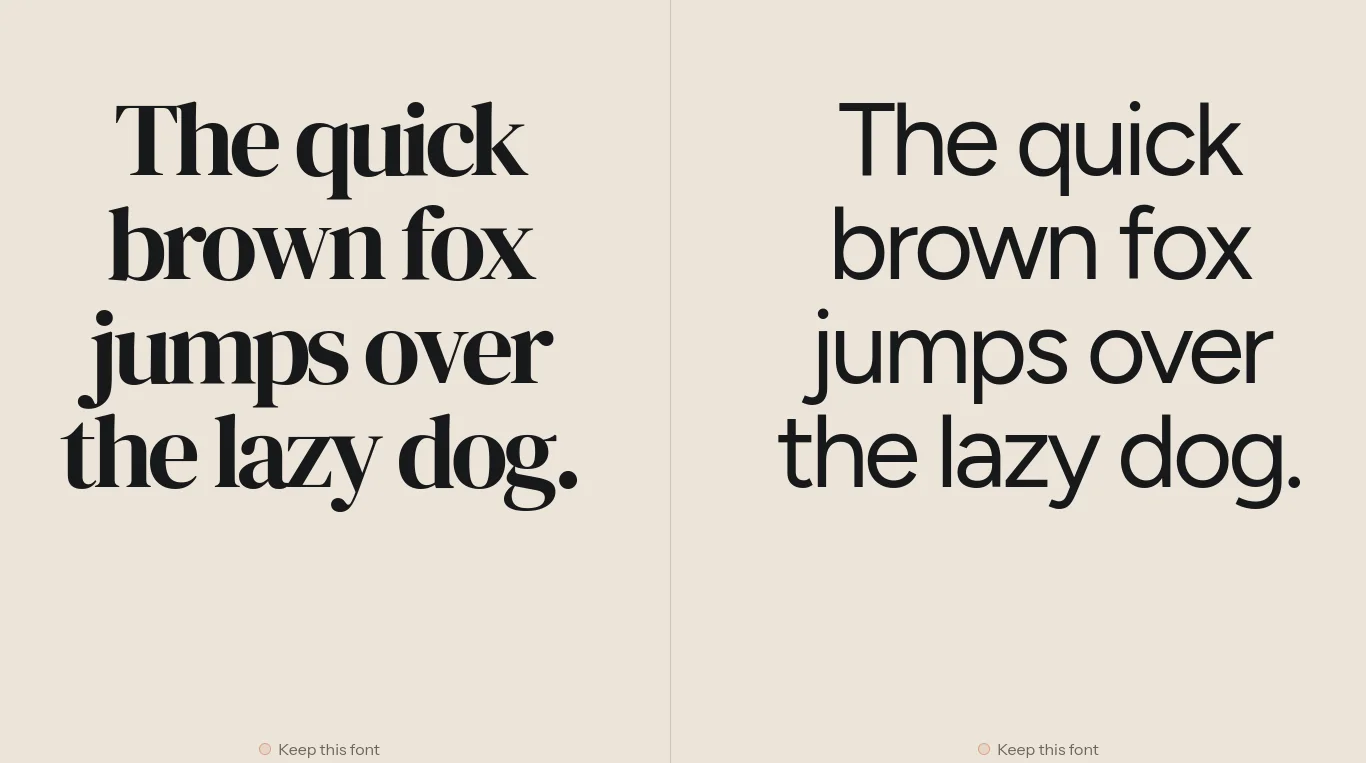 The quick
brown fox
jumps over
the lazy dog.
Keep this font
The quick
brown fox
jumps over
the lazy dog.
Keep this font